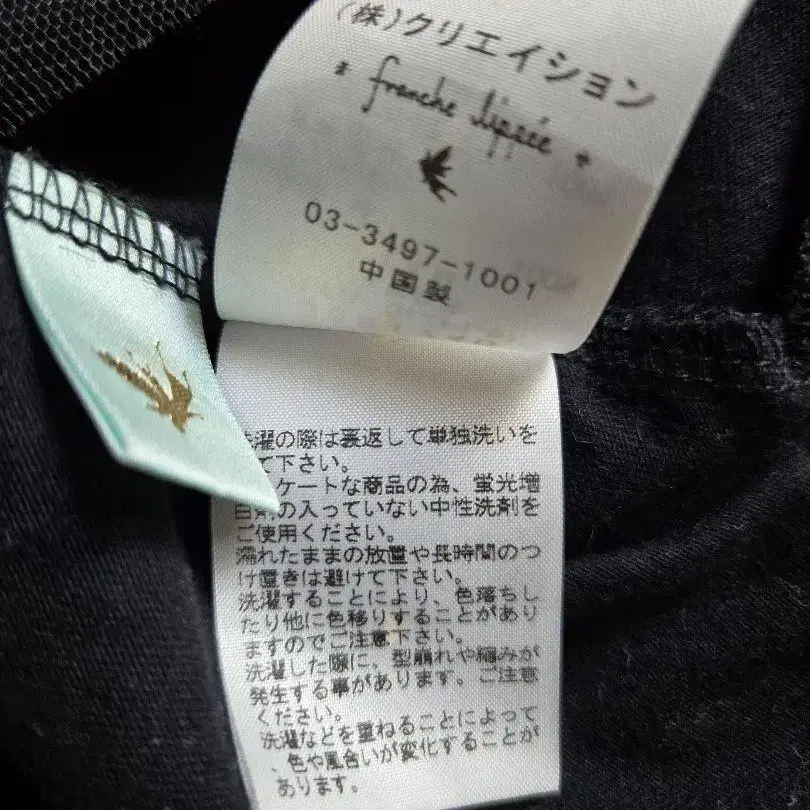 (株)クリエイション
* franche lippée *
03-3497-1001
中国製
洗濯の際は裏返して単独洗いを
て下さい。
ケートな商品の為、蛍光増
白剤の入っていない中性洗剤を
ご使用ください。
濡れたままの放置や長時間のつ
け置きは避けて下さい。
洗濯することにより、色落ちし
たり他に色移りすることがあり
ますのでご注意下さい。
洗濯した際に、型崩れや縮みが
発生する事があります。ご注意
ください。
洗濯などを重ねることによって
、色や風合いが変化することが
あります。